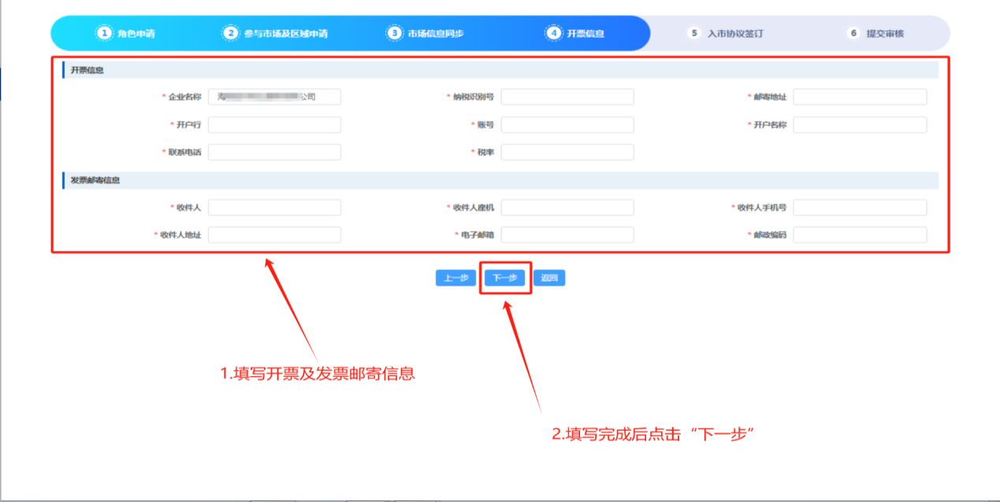 1 角色申请 2 参与市场及区域申请 3 市场信息同步 4 开票信息 5 入市协议签订 6 提交审核
开票信息
* 企业名称 海 公司 * 纳税识别号 * 邮寄地址
* 开户行 * 账号 * 开户名称
* 联系电话 * 税率
发票邮寄信息
* 收件人 * 收件人座机 * 收件人手机号
* 收件人地址 * 电子邮箱 * 邮政编码
上一步 下一步 返回
1.填写开票及发票邮寄信息
2.填写完成后点击“下一步”